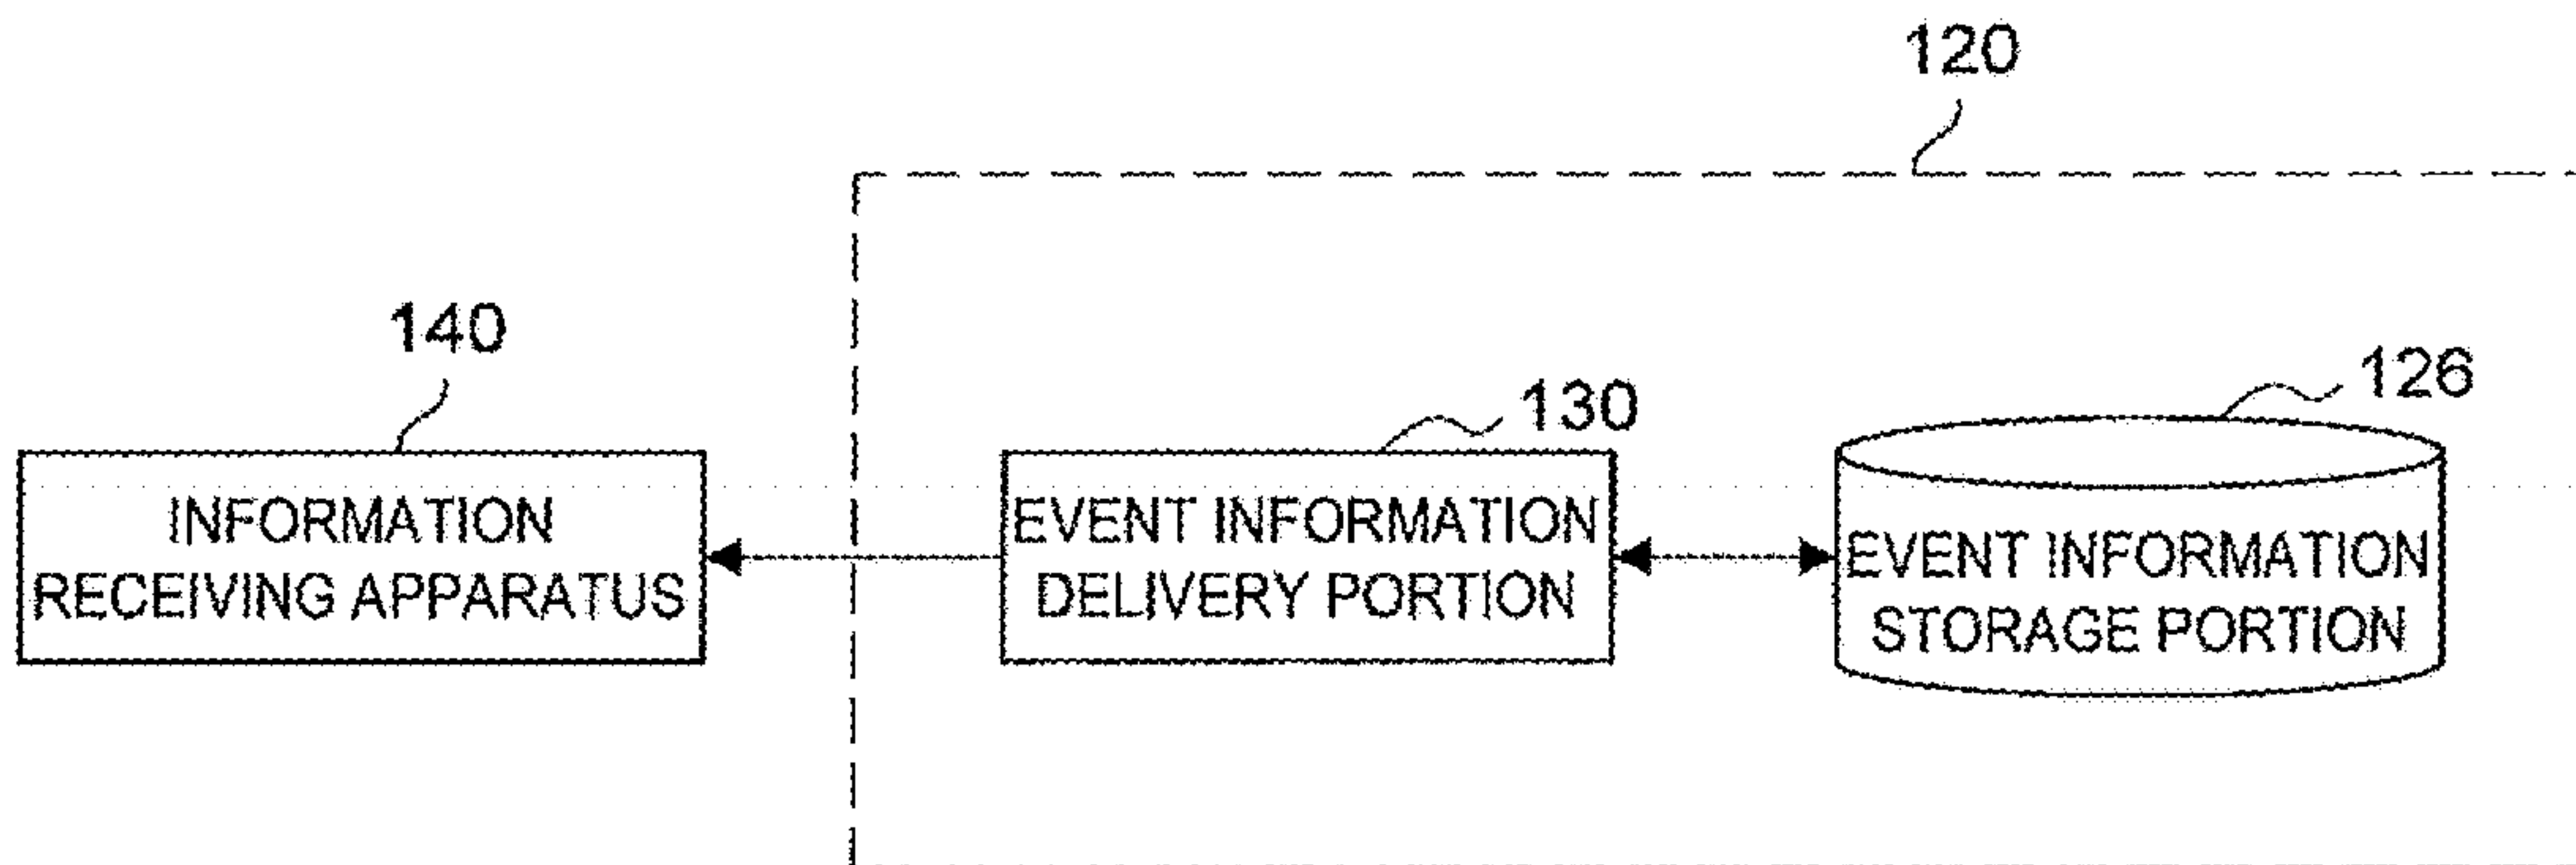 120
140
130
126
INFORMATION
RECEIVING APPARATUS
EVENT INFORMATION
DELIVERY PORTION
EVENT INFORMATION
STORAGE PORTION